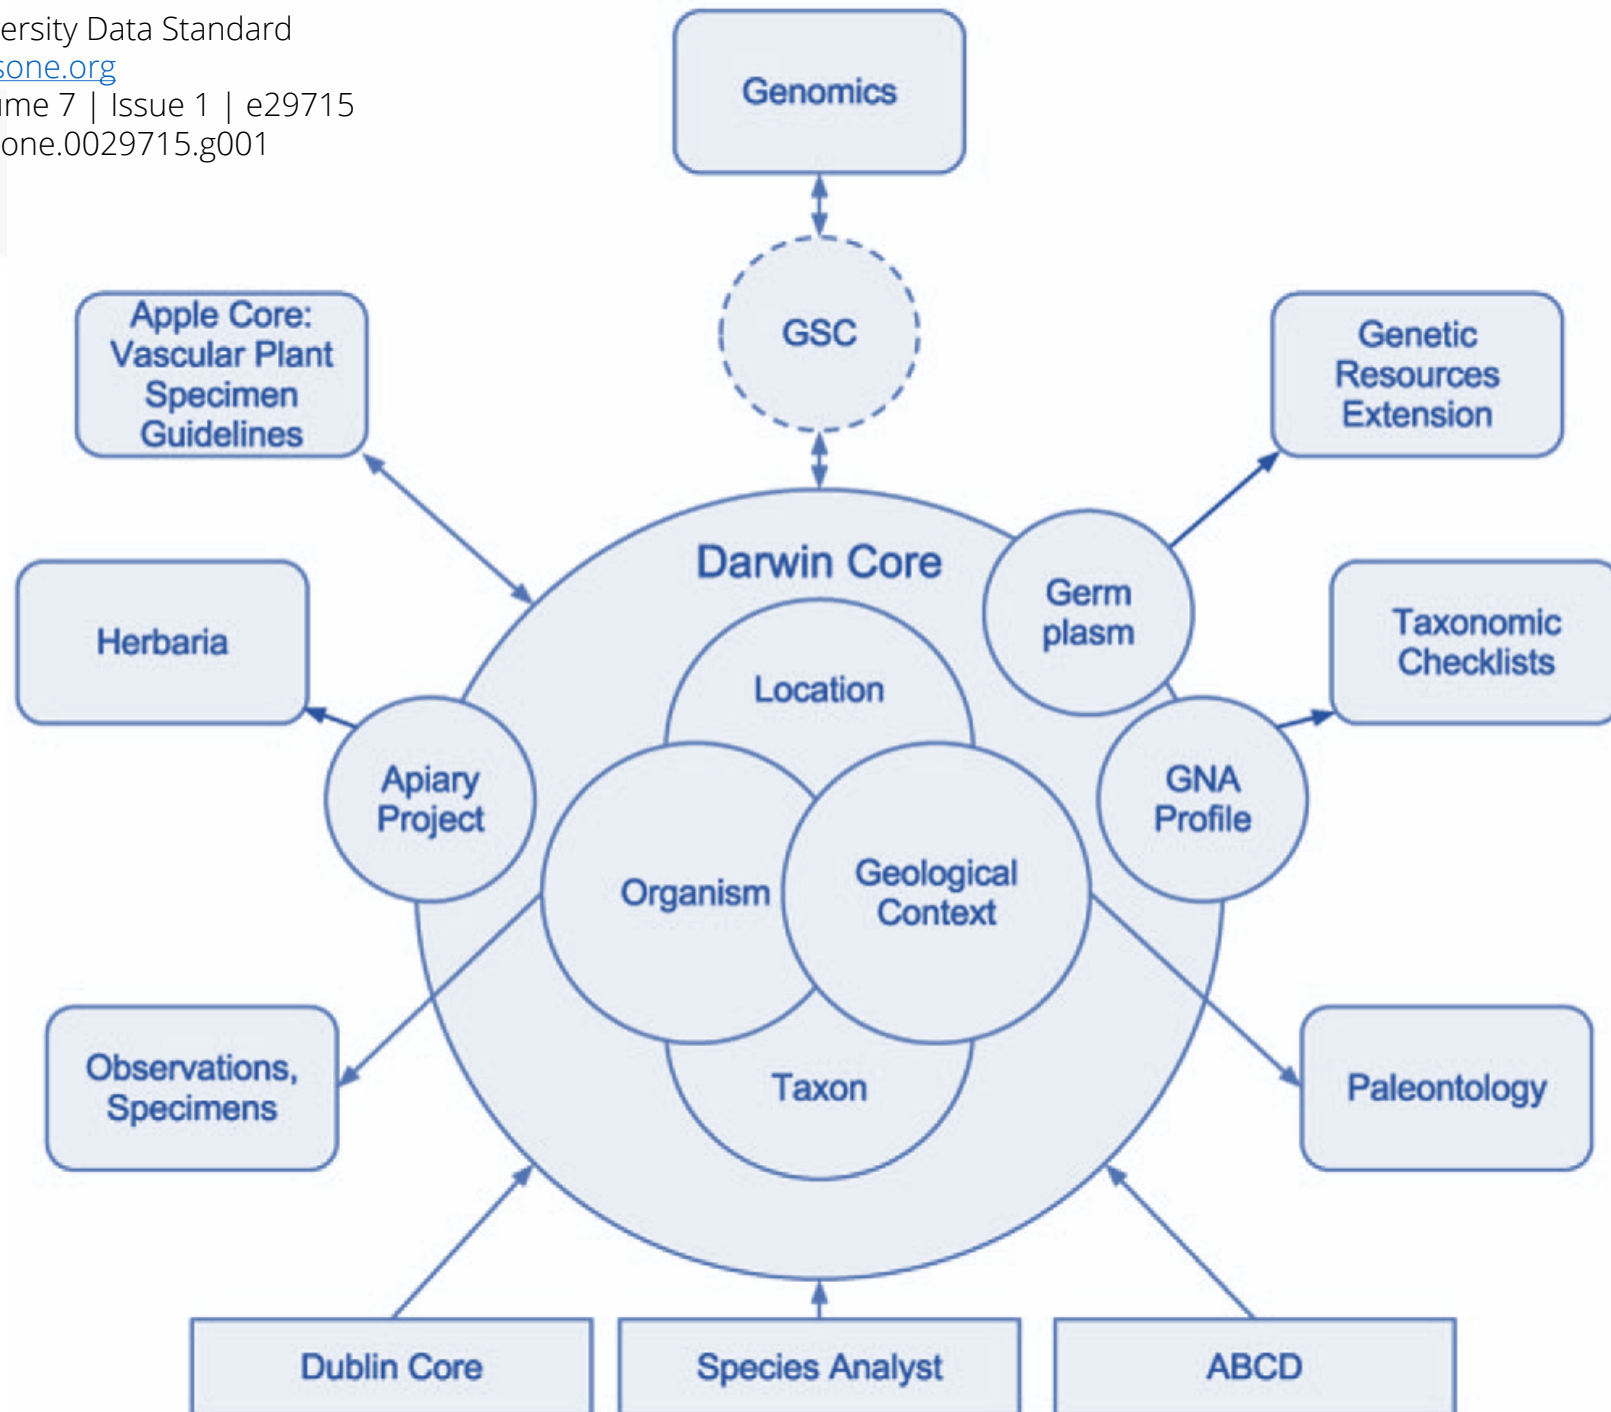 ersity Data Standard
sone.org
me 7 | Issue 1 | e29715
one.0029715.g001
Genomics
GSC
Apple Core:
Vascular Plant
Specimen
Guidelines
Genetic
Resources
Extension
Darwin Core
Germ
plasm
Herbaria
Taxonomic
Checklists
Location
Apiary
Project
GNA
Profile
Organism
Geological
Context
Observations,
Specimens
Taxon
Paleontology
Dublin Core
Species Analyst
ABCD